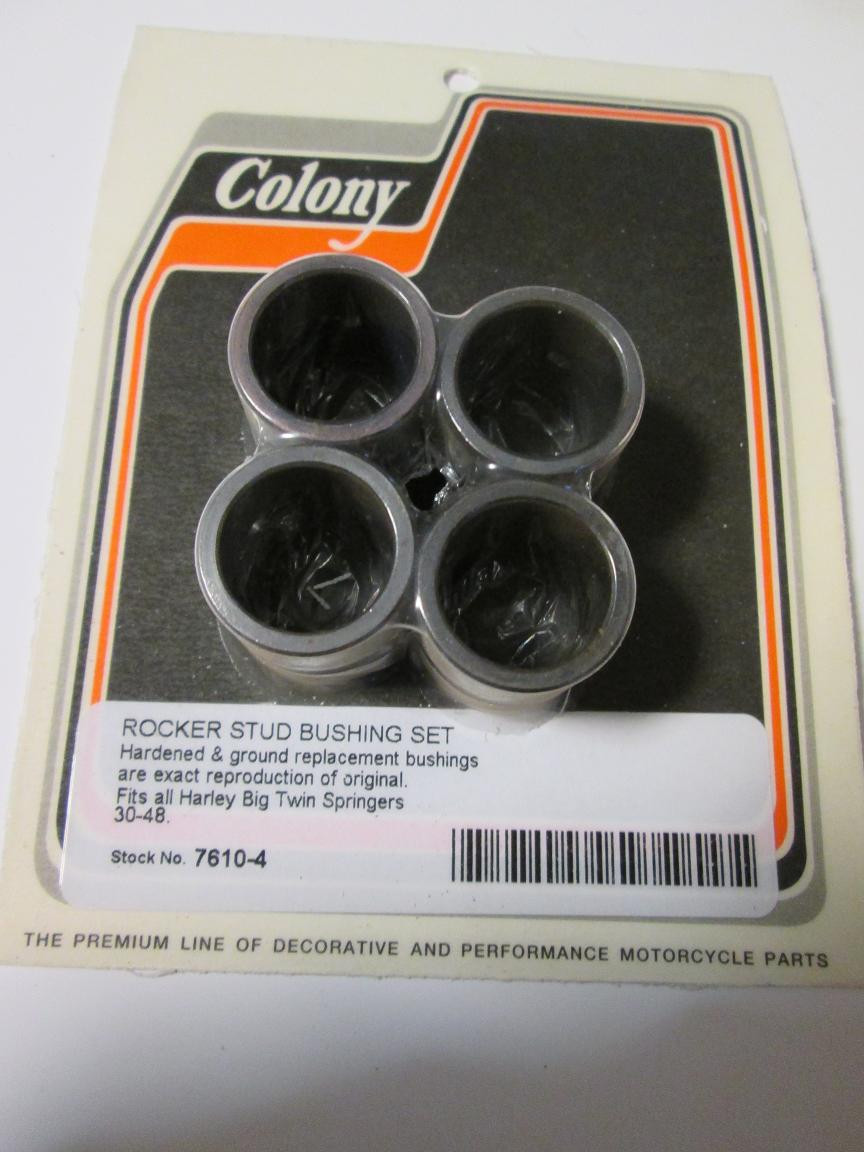 Colony
ROCKER STUD BUSHING SET
Hardened & ground replacement bushings
are exact reproduction of original.
Fits all Harley Big Twin Springers
30-48.
Stock No. 7610-4
THE PREMIUM LINE OF DECORATIVE AND PERFORMANCE MOTORCYCLE PARTS